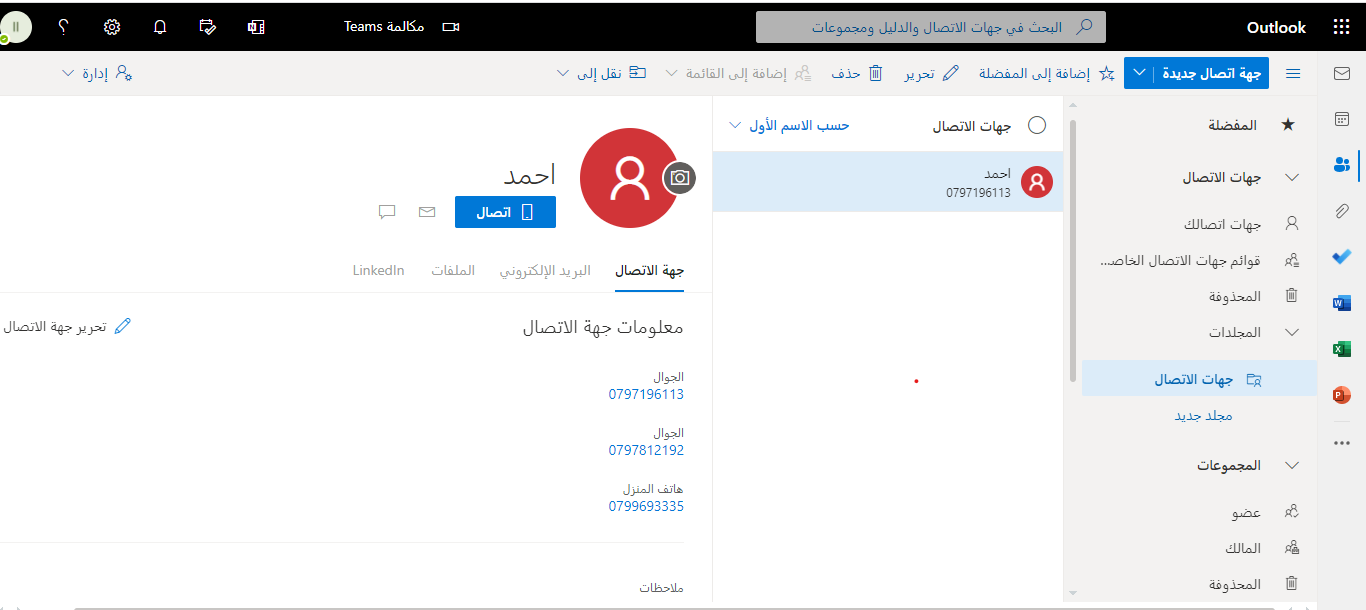 Outlook
البحث في جهات الاتصال والدليل ومجموعات
مكالمة Teams
جهة اتصال جديدة
إضافة إلى المفضلة
تحرير
حذف
إضافة إلى القائمة
نقل إلى
إدارة
المفضلة
جهات الاتصال
جهات اتصالك
قوائم جهات الاتصال الخاصـ...
المحذوفة
المجلدات
جهات الاتصال
مجلد جديد
المجموعات
عضو
المالك
المحذوفة
جهات الاتصال
حسب الاسم الأول
احمد
0797196113
احمد
اتصال
جهة الاتصال
البريد الإلكتروني
الملفات
LinkedIn
معلومات جهة الاتصال
تحرير جهة الاتصال
الجوال
0797196113
الجوال
0797812192
هاتف المنزل
0799693335
ملاحظات